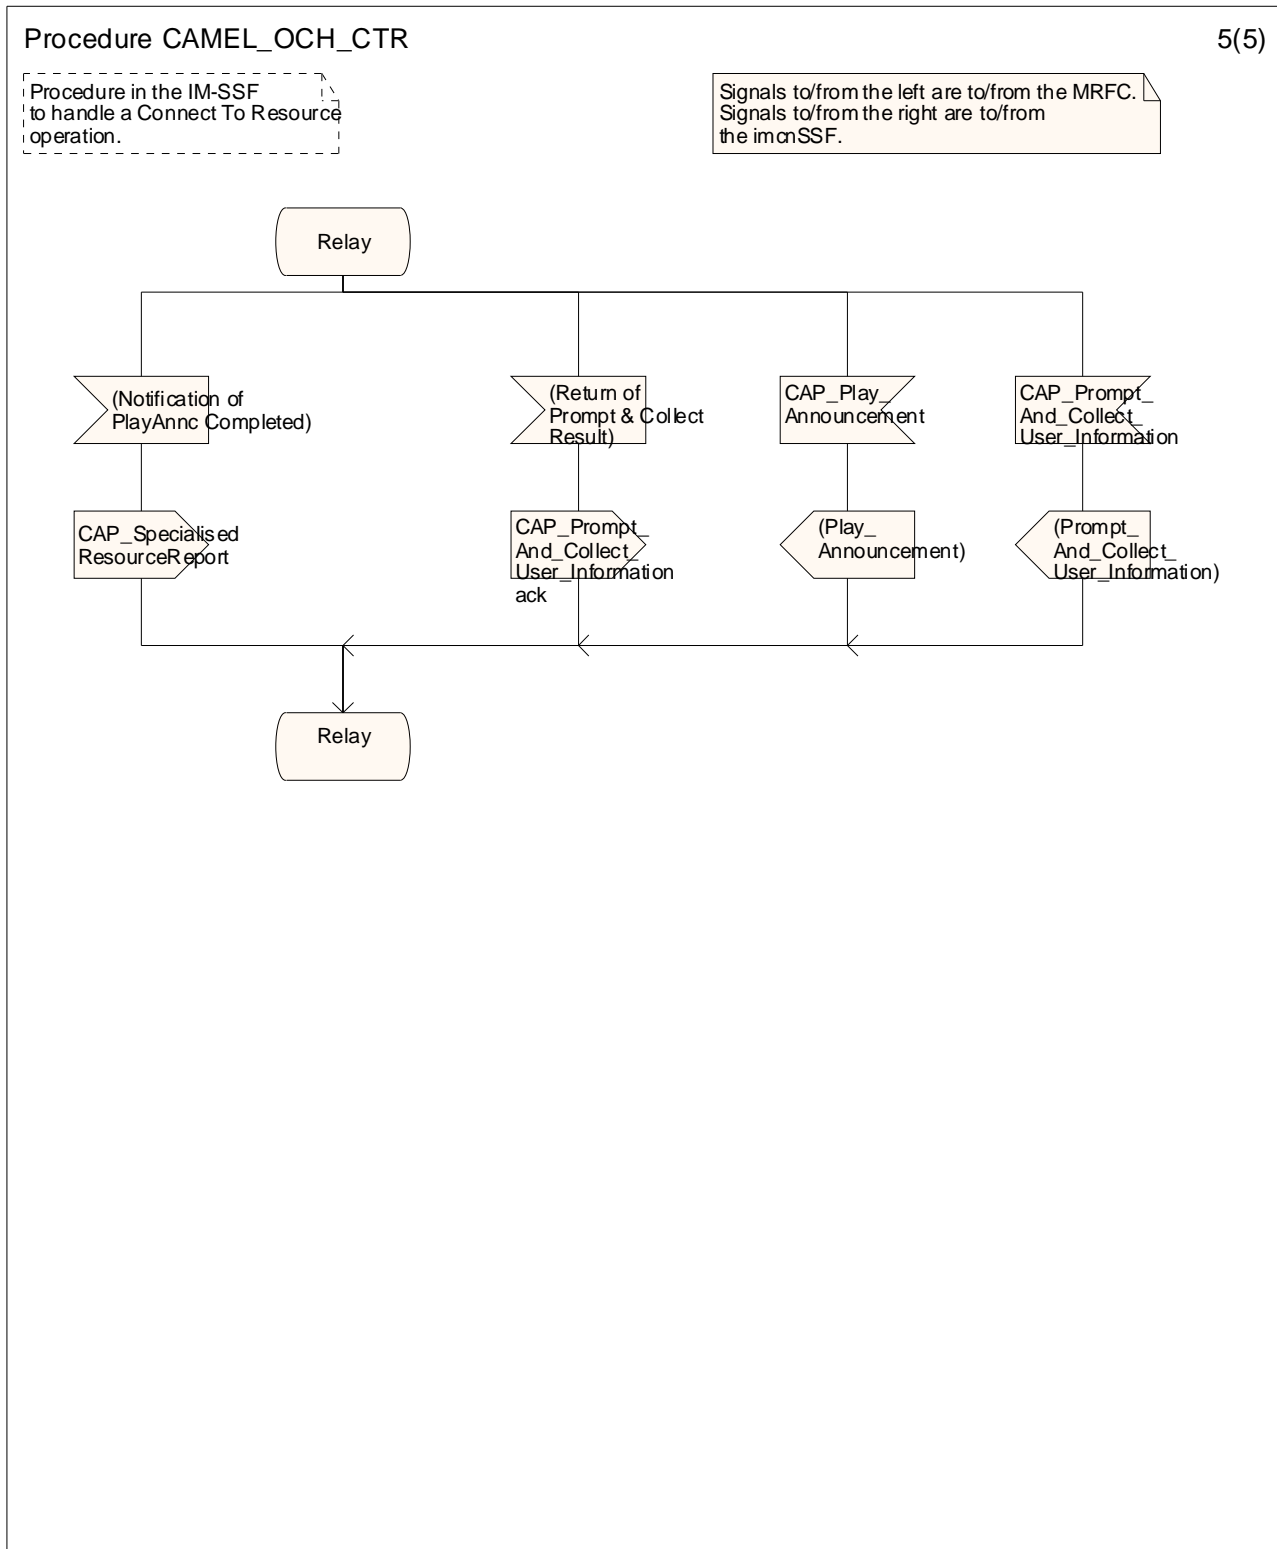 Procedure CAMEL_OCH_CTR
5(5)
Procedure in the IM-SSF
to handle a Connect To Resource
operation.
Signals to/from the left are to/from the MRFC.
Signals to/from the right are to/from
the imcnSSF.
Relay
(Notification of
PlayAnnc Completed)
(Return of
Prompt & Collect
Result)
CAP_Play_
Announcement
CAP_Prompt_
And_Collect_
User_Information
CAP_Specialised
ResourceReport
CAP_Prompt_
And_Collect_
User_Information
ack
(Play_
Announcement)
(Prompt_
And_Collect_
User_Information)
Relay